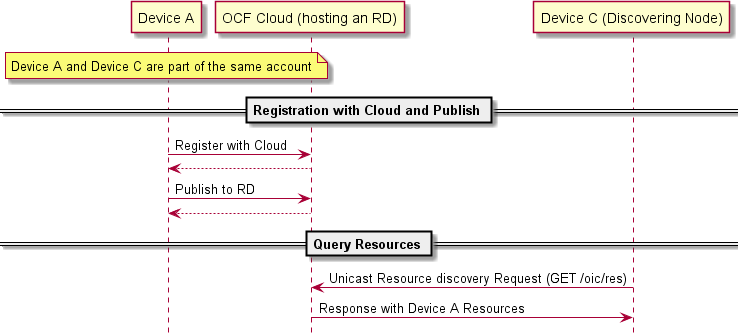 Device A
OCF Cloud (hosting an RD)
Device C (Discovering Node)
Device A and Device C are part of the same account
Registration with Cloud and Publish
Register with Cloud
Publish to RD
Query Resources
Unicast Resource discovery Request (GET /oic/res)
Response with Device A Resources